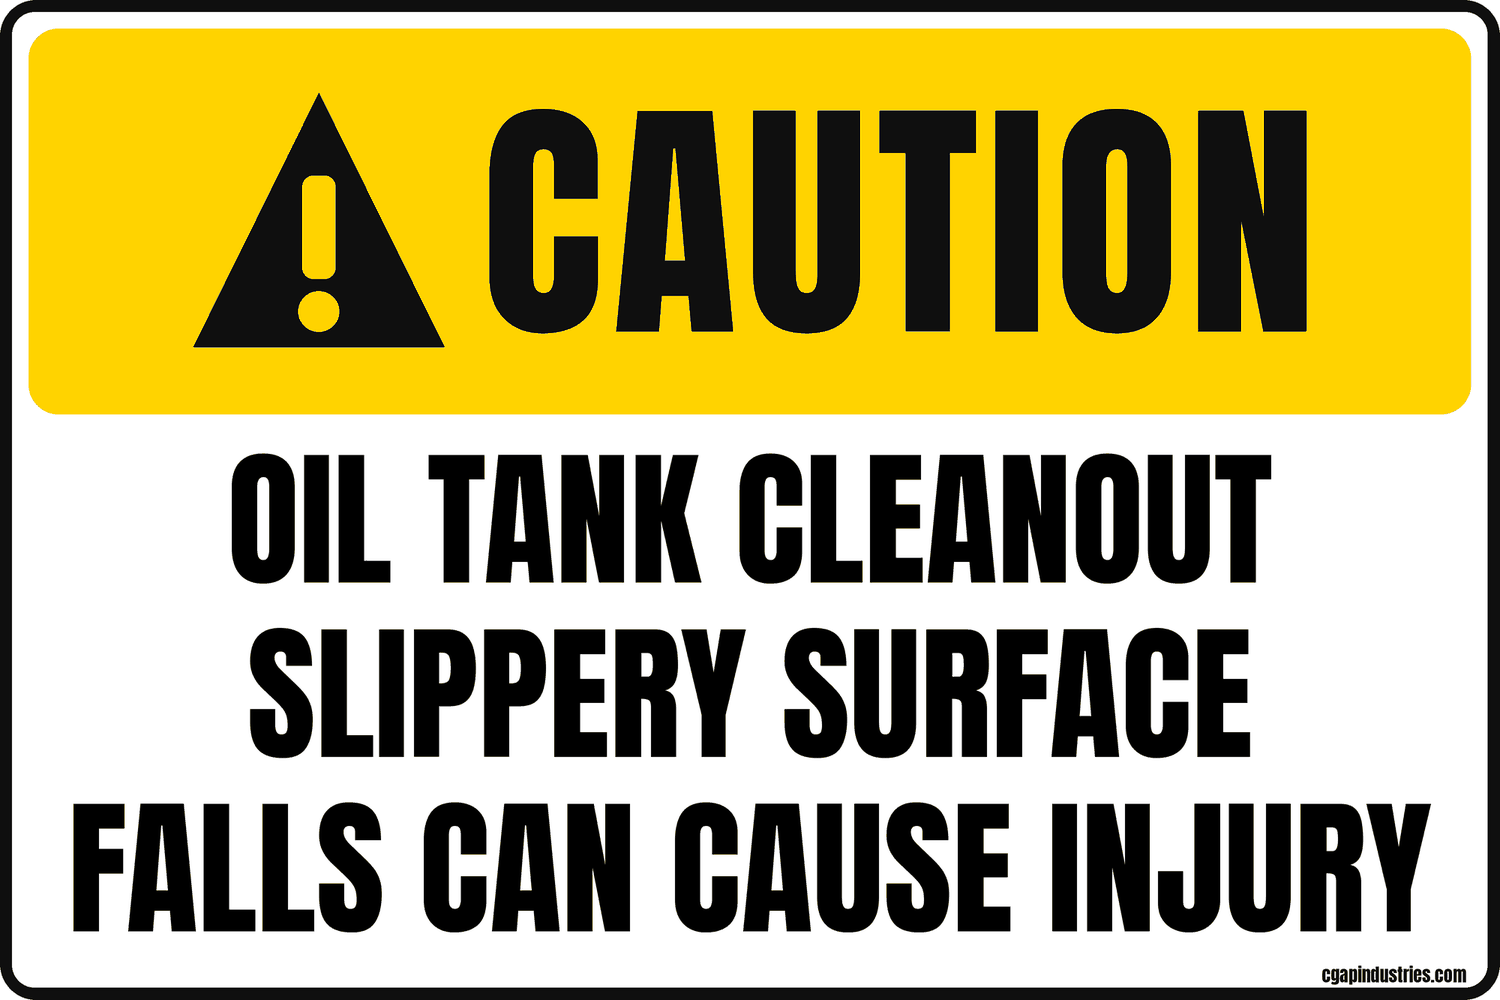 CAUTION
OIL TANK CLEANOUT
SLIPPERY SURFACE
FALLS CAN CAUSE INJURY
cgapindustries.com